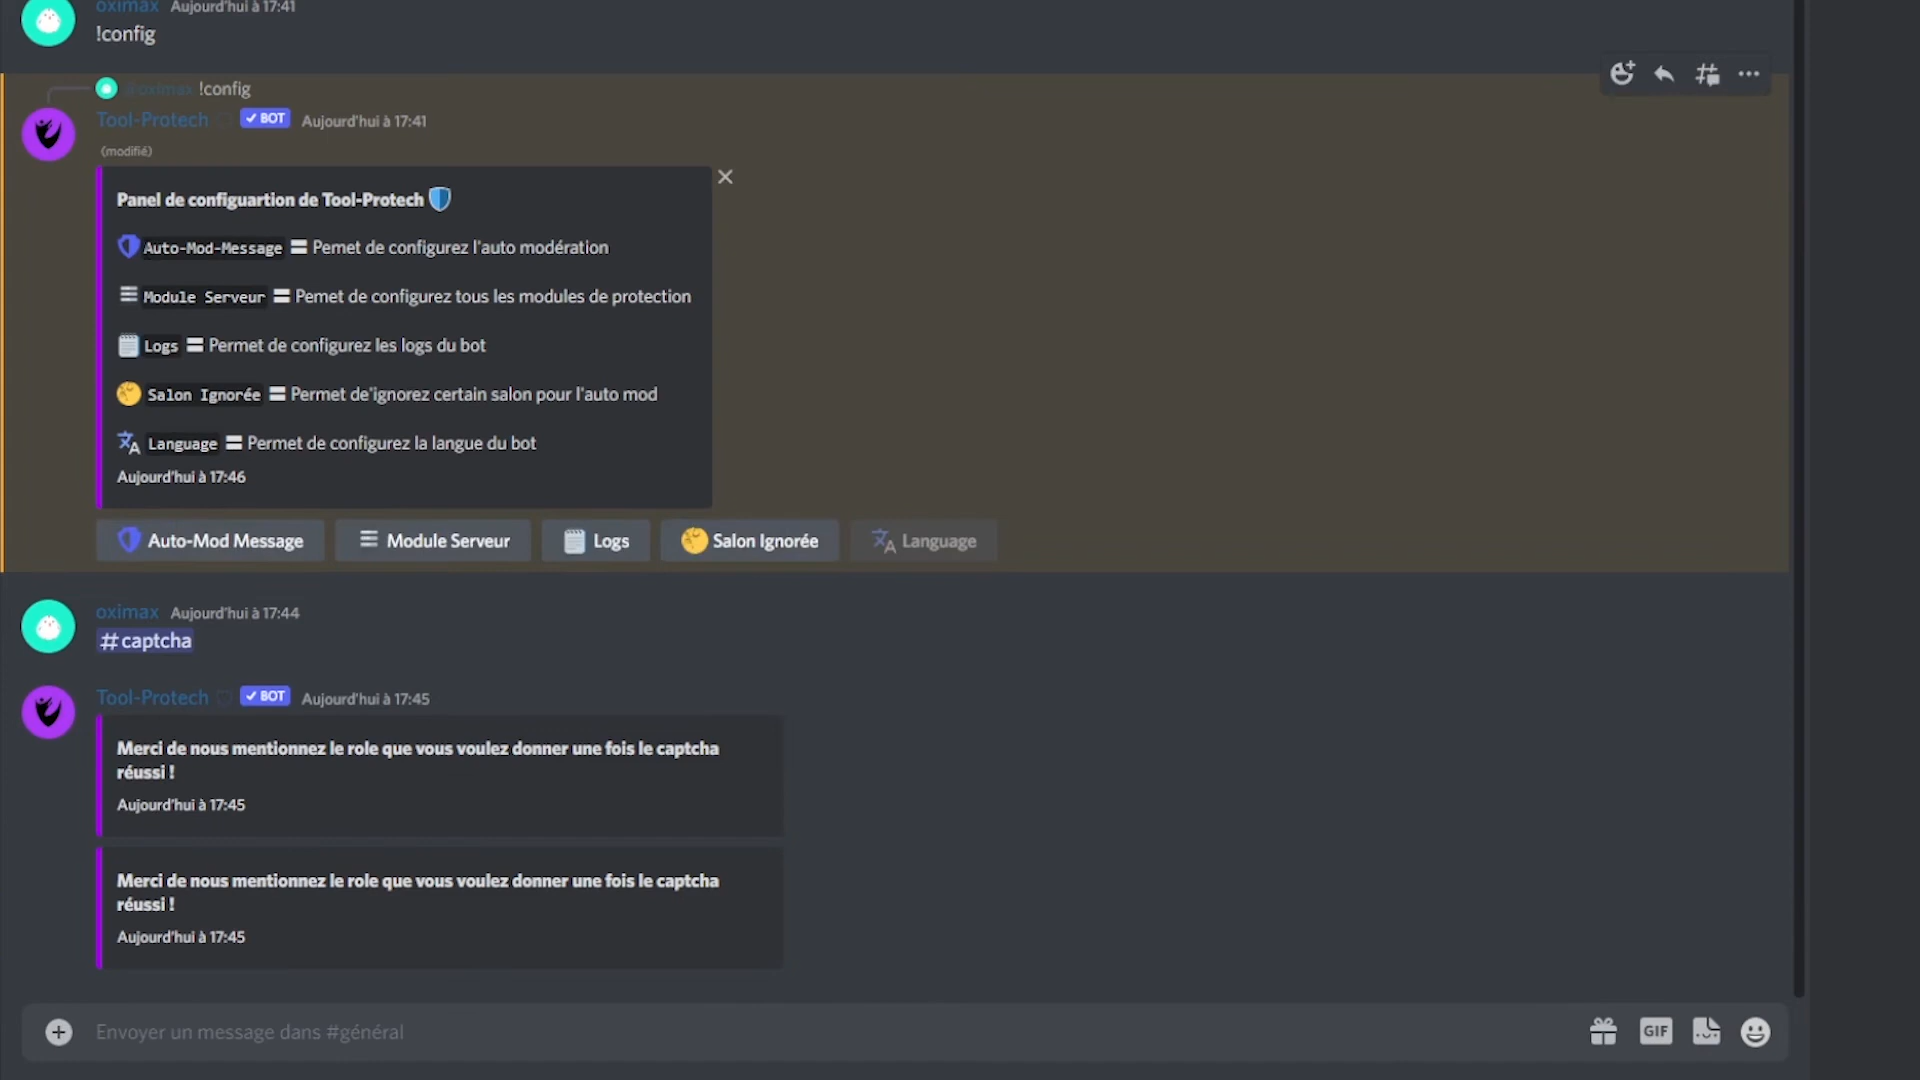 oximax Aujourd'hui à 17:41
!config
@oximax !config
Tool-Protech ✓ BOT Aujourd'hui à 17:41
(modifié)
Panel de configuartion de Tool-Protech
Auto-Mod-Message = Pemet de configurez l'auto modération
Module Serveur = Pemet de configurez tous les modules de protection
Logs = Permet de configurez les logs du bot
Salon Ignorée = Permet de'ignorez certain salon pour l'auto mod
Language = Permet de configurez la langue du bot
Aujourd'hui à 17:46
Auto-Mod Message Module Serveur Logs Salon Ignorée Language
oximax Aujourd'hui à 17:44
#captcha
Tool-Protech ✓ BOT Aujourd'hui à 17:45
Merci de nous mentionnez le role que vous voulez donner une fois le captcha
réussi !
Aujourd'hui à 17:45
Merci de nous mentionnez le role que vous voulez donner une fois le captcha
réussi !
Aujourd'hui à 17:45
Envoyer un message dans #général
GIF